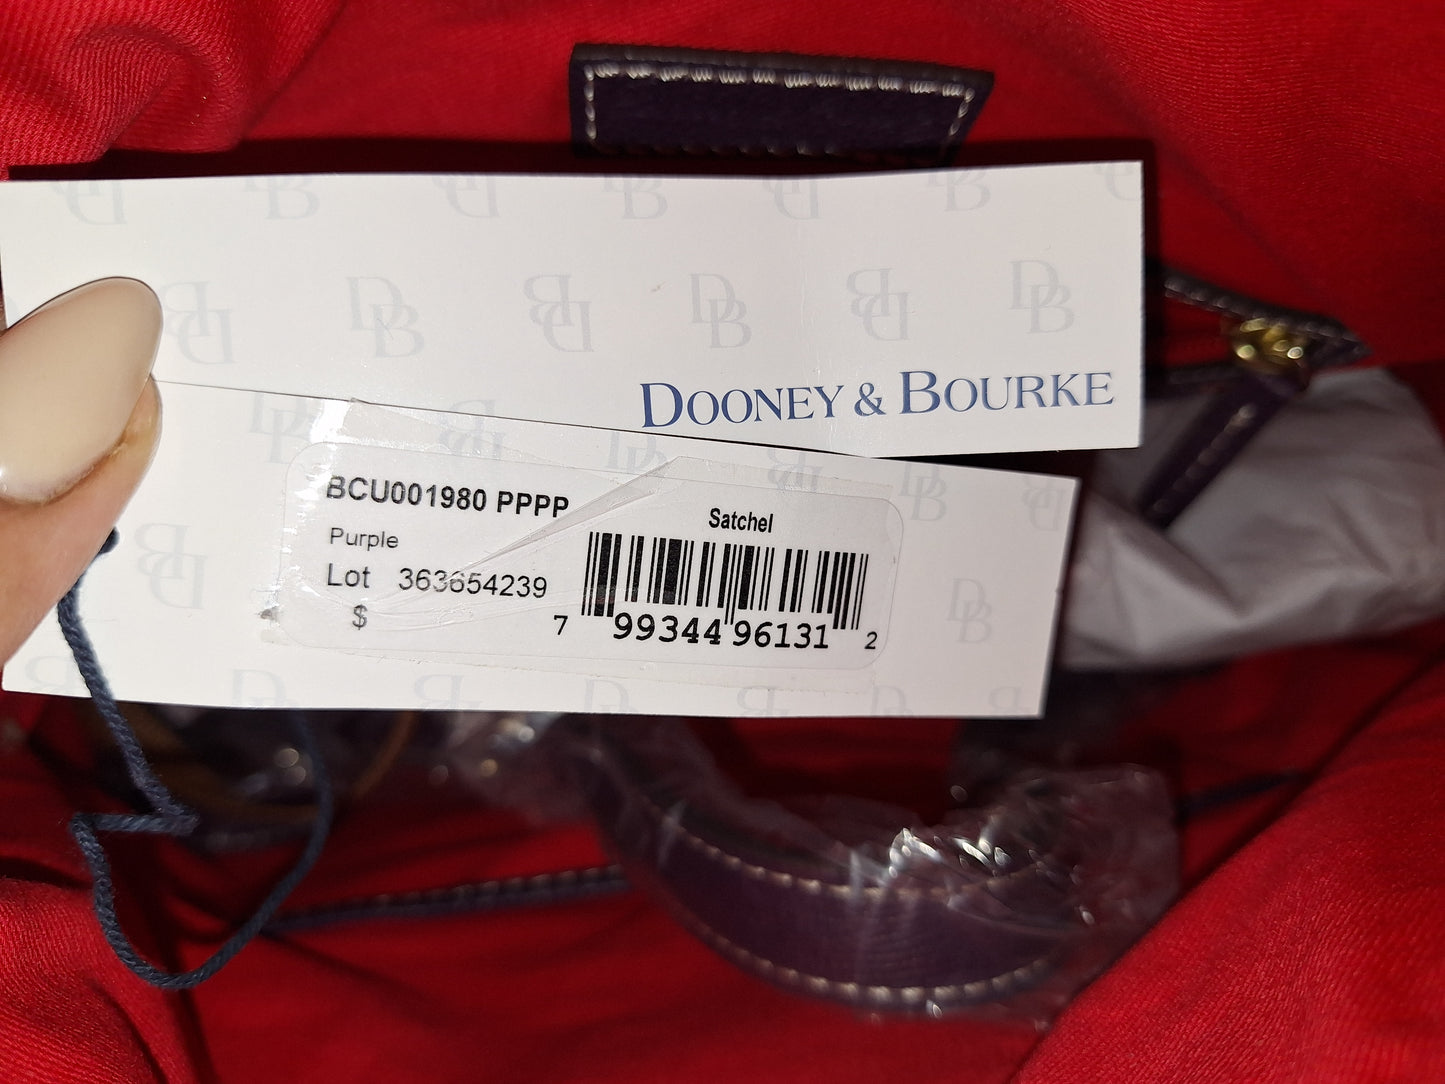 DOONEY & BOURKE
BCU001980 PPPP
Satchel
Purple
Lot 363654239
$
7 99344 96131 2